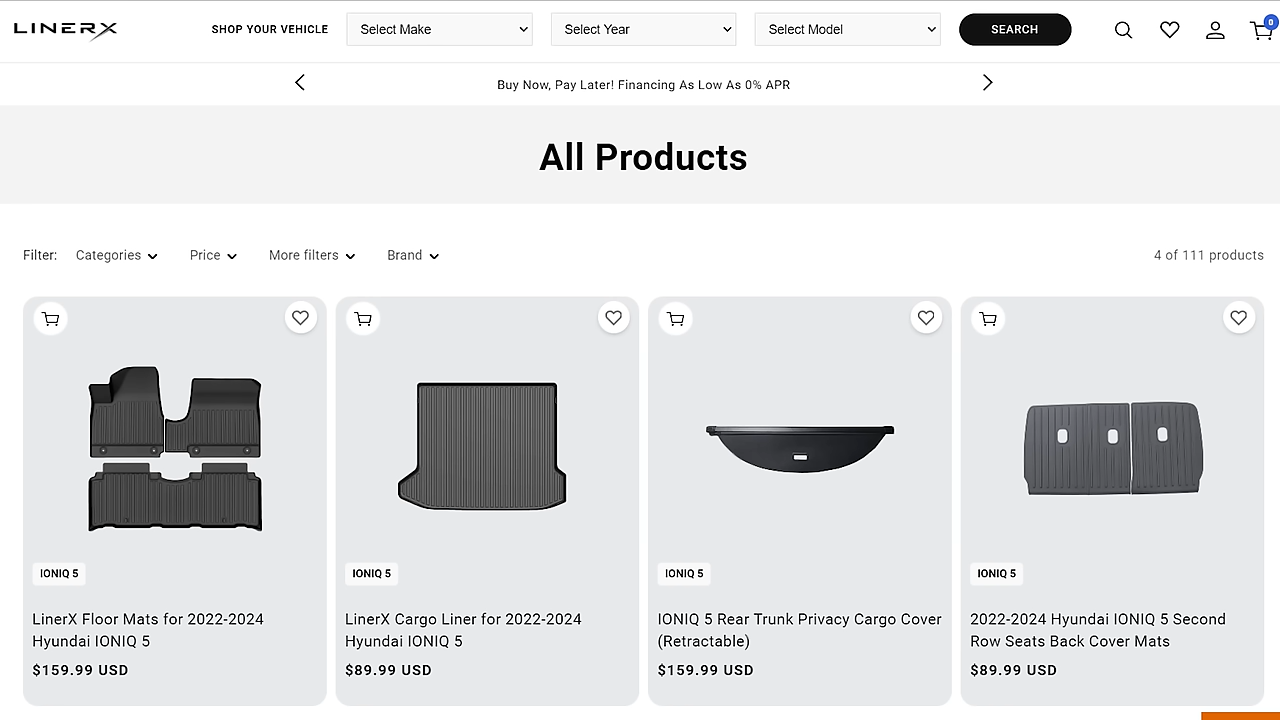 LINERX
SHOP YOUR VEHICLE
Select Make
Select Year
Select Model
SEARCH
0
Buy Now, Pay Later! Financing As Low As 0% APR
All Products
Filter:
Categories
Price
More filters
Brand
4 of 111 products
IONIQ 5
LinerX Floor Mats for 2022-2024
Hyundai IONIQ 5
$159.99 USD
IONIQ 5
LinerX Cargo Liner for 2022-2024
Hyundai IONIQ 5
$89.99 USD
IONIQ 5
IONIQ 5 Rear Trunk Privacy Cargo Cover
(Retractable)
$159.99 USD
IONIQ 5
2022-2024 Hyundai IONIQ 5 Second
Row Seats Back Cover Mats
$89.99 USD